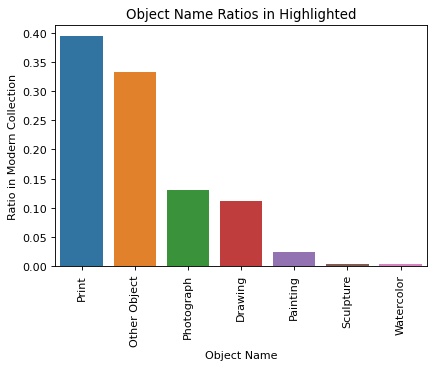 Object Name Ratios in Highlighted
Ratio in Modern Collection
0.40
0.35
0.30
0.25
0.20
0.15
0.10
0.05
0.00
Print
Other Object
Photograph
Drawing
Painting
Sculpture
Watercolor
Object Name